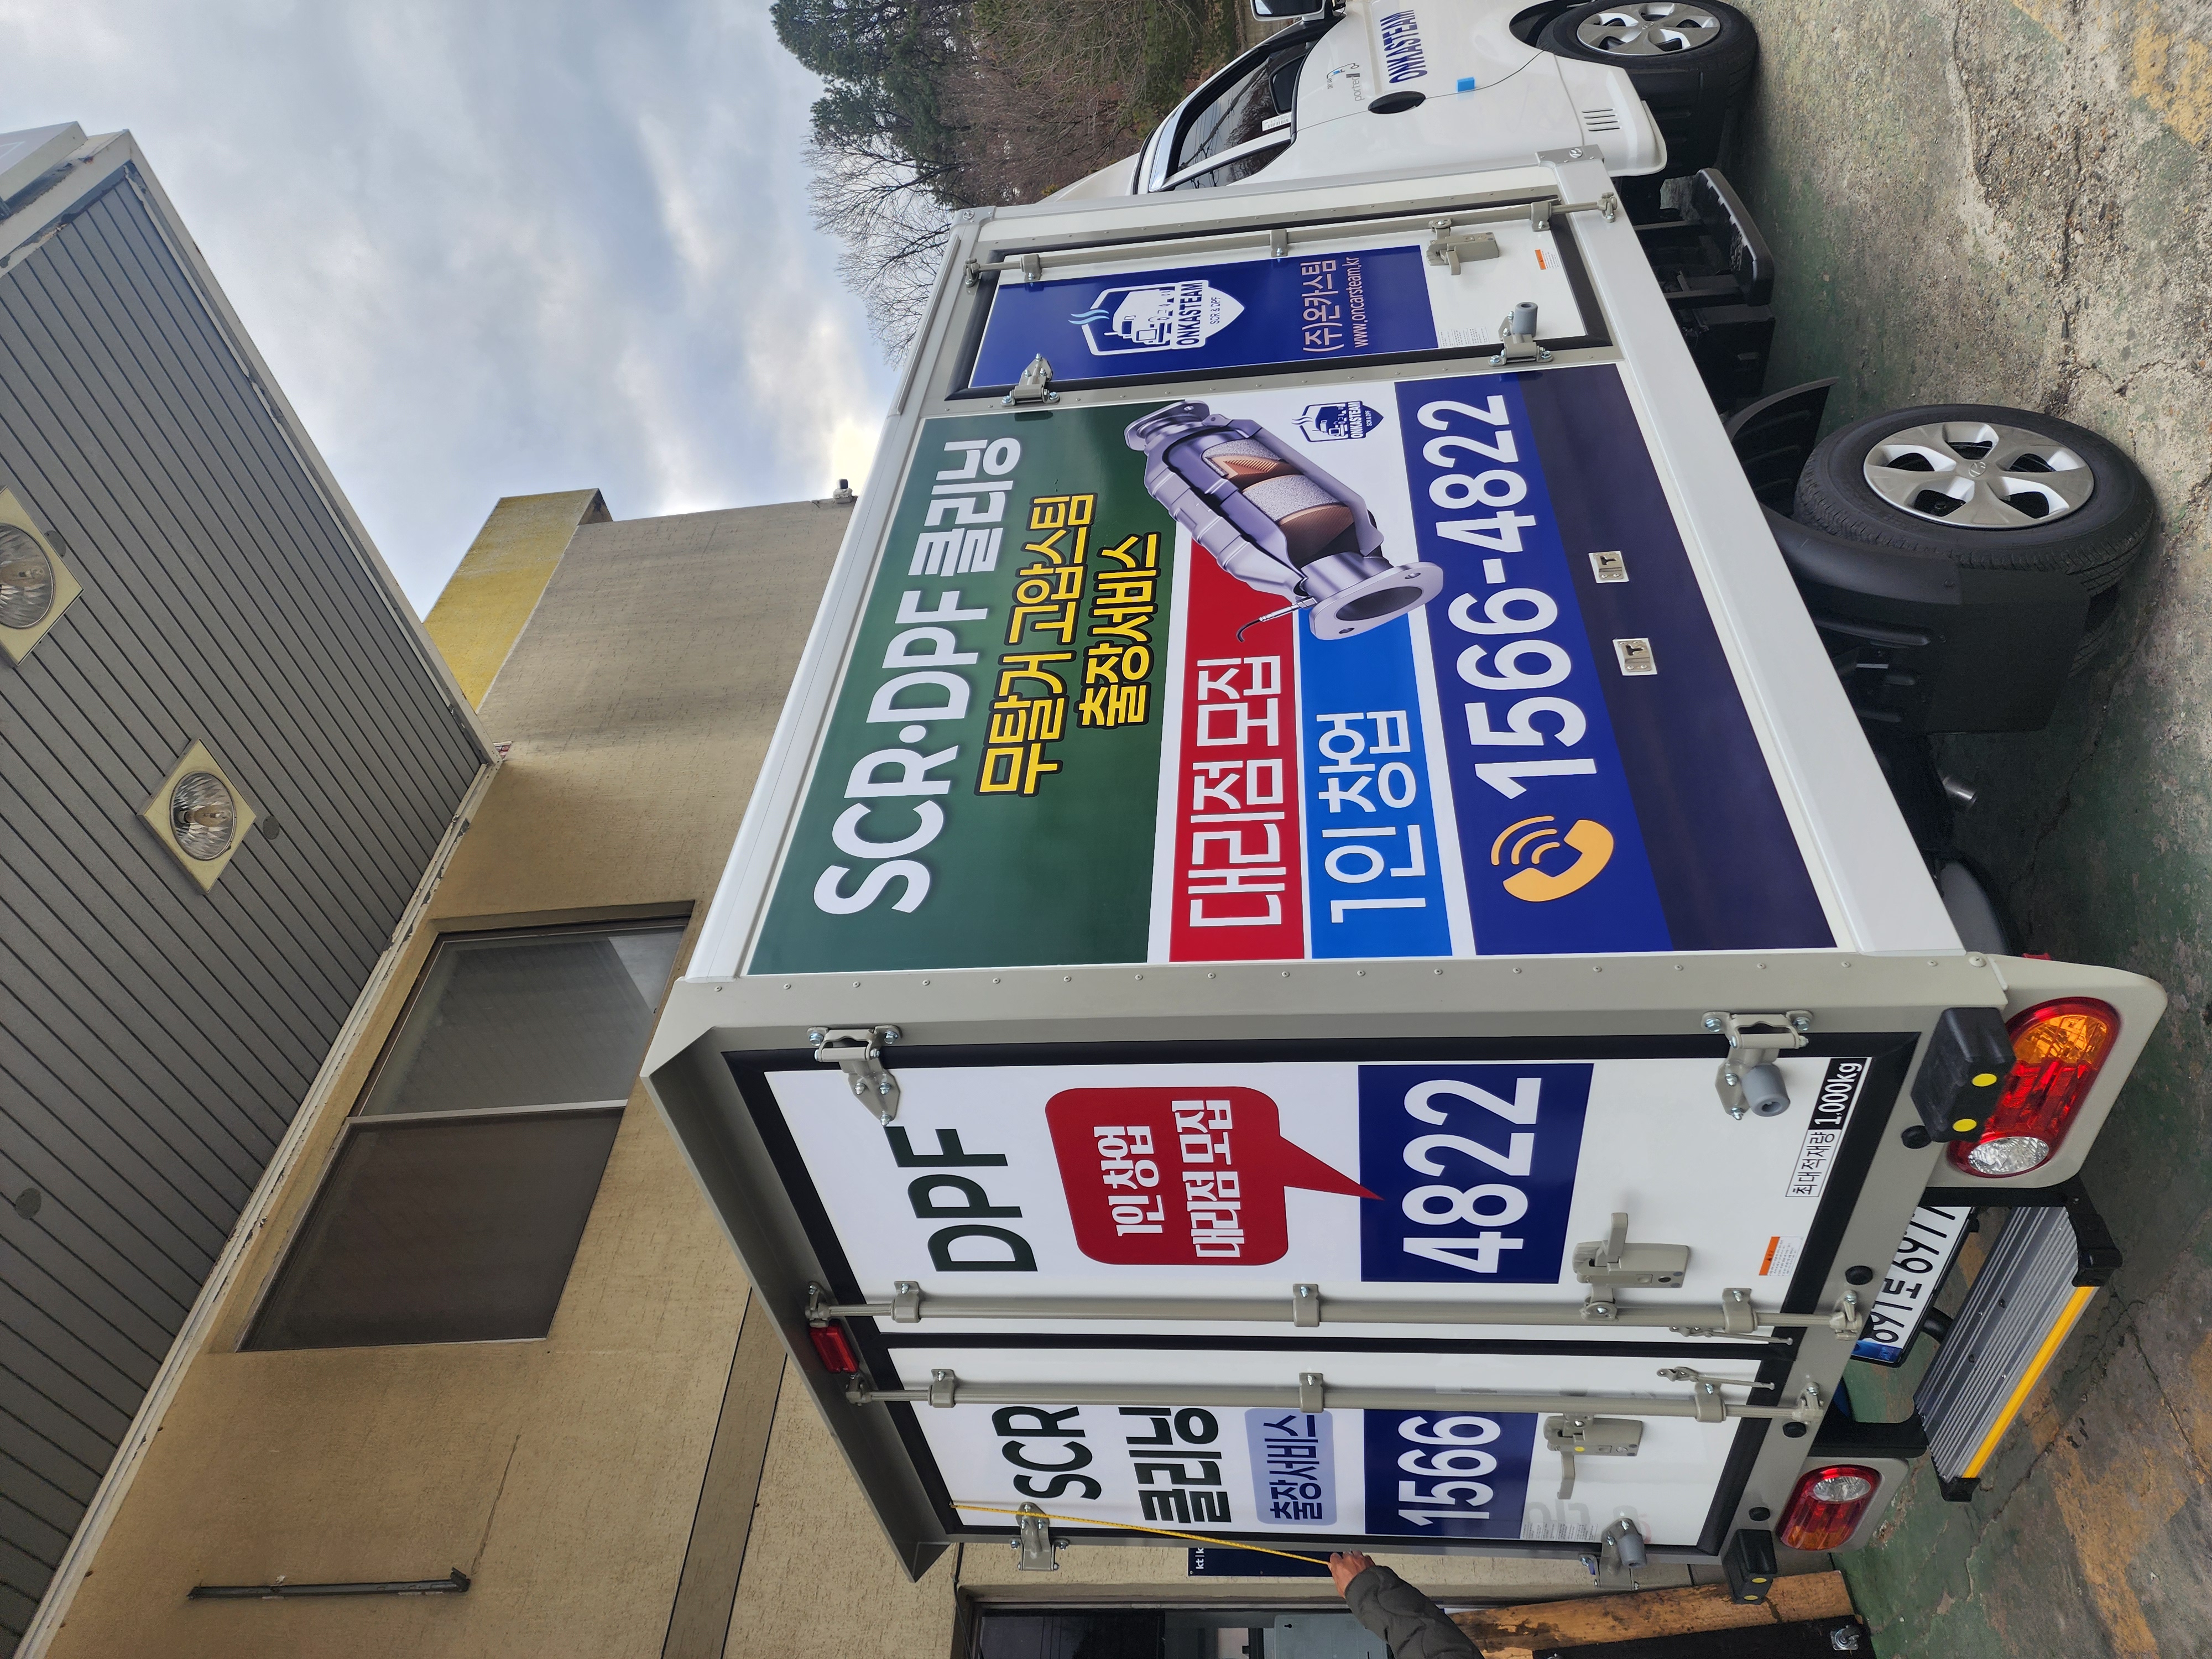 SCR·DPF 클리닝
무탈거 고압스팀
출장서비스
대리점 모집
1인 창업
1566-4822
ONKASTEAM
SCR & DPF
ONKASTEAM
SCR & DPF
(주)온카스팀
www.oncarsteam.kr
ONKASTEAM
SCR
클리닝
출장서비스
1566
DPF
1인 창업
대리점 모집
4822
최대적재량 1,000kg